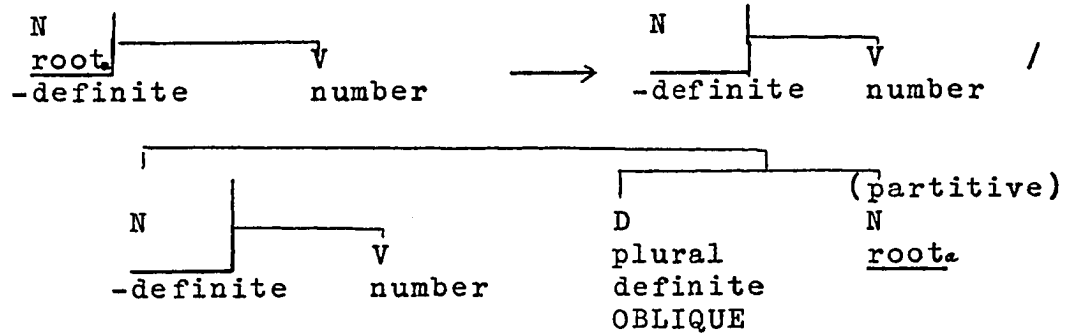 N N
root a V → V /
-definite number -definite number
(partitive)
N D N
V plural root a
-definite number definite
OBLIQUE